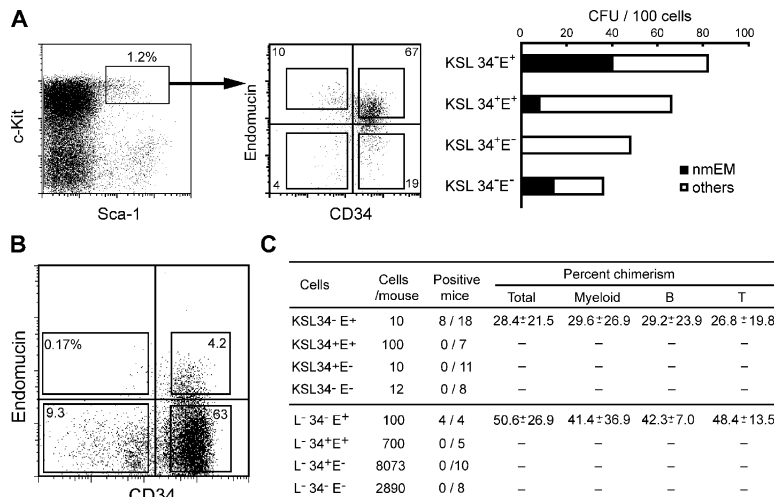 A
1.2%
c-Kit
Sca-1
10 67
4 19
Endomucin
CD34
CFU / 100 cells
0 20 40 60 80 100
KSL 34⁻E⁺
KSL 34⁺E⁺
KSL 34⁺E⁻
KSL 34⁻E⁻
nmEM
others
B
0.17% 4.2
9.3 63
Endomucin
CD34
C
Cells Cells /mouse Positive mice Percent chimerism
Total Myeloid B T
KSL34- E+ 10 8 / 18 28.4±21.5 29.6±26.9 29.2±23.9 26.8 ±19.8
KSL34+E+ 100 0 / 7 – – – –
KSL34+E- 10 0 / 11 – – – –
KSL34- E- 12 0 / 8 – – – –
L⁻ 34⁻ E⁺ 100 4 / 4 50.6±26.9 41.4±36.9 42.3±7.0 48.4±13.5
L⁻ 34⁺E⁺ 700 0 / 5 – – – –
L⁻ 34⁺E⁻ 8073 0 /10 – – – –
L⁻ 34⁻ E⁻ 2890 0 / 8 – – – –